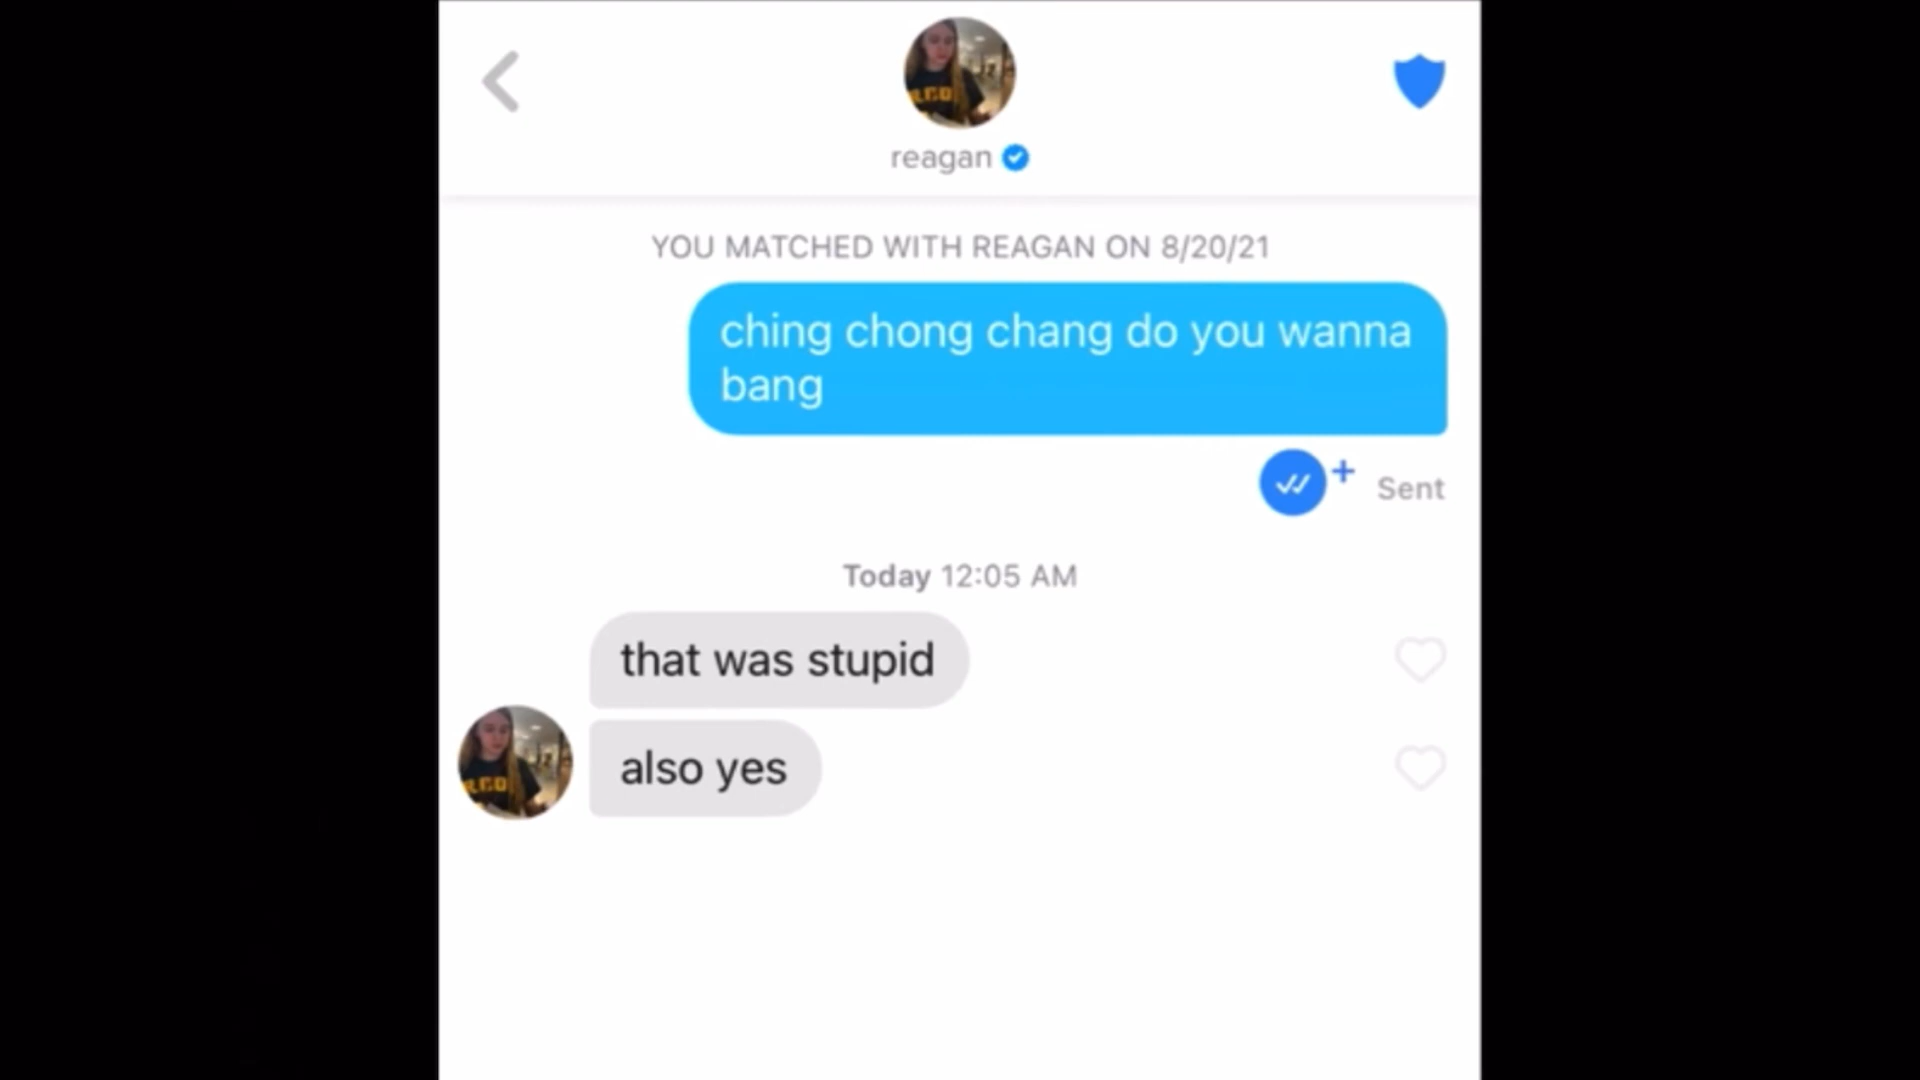 reagan
YOU MATCHED WITH REAGAN ON 8/20/21
ching chong chang do you wanna
bang
Sent
Today 12:05 AM
that was stupid
also yes